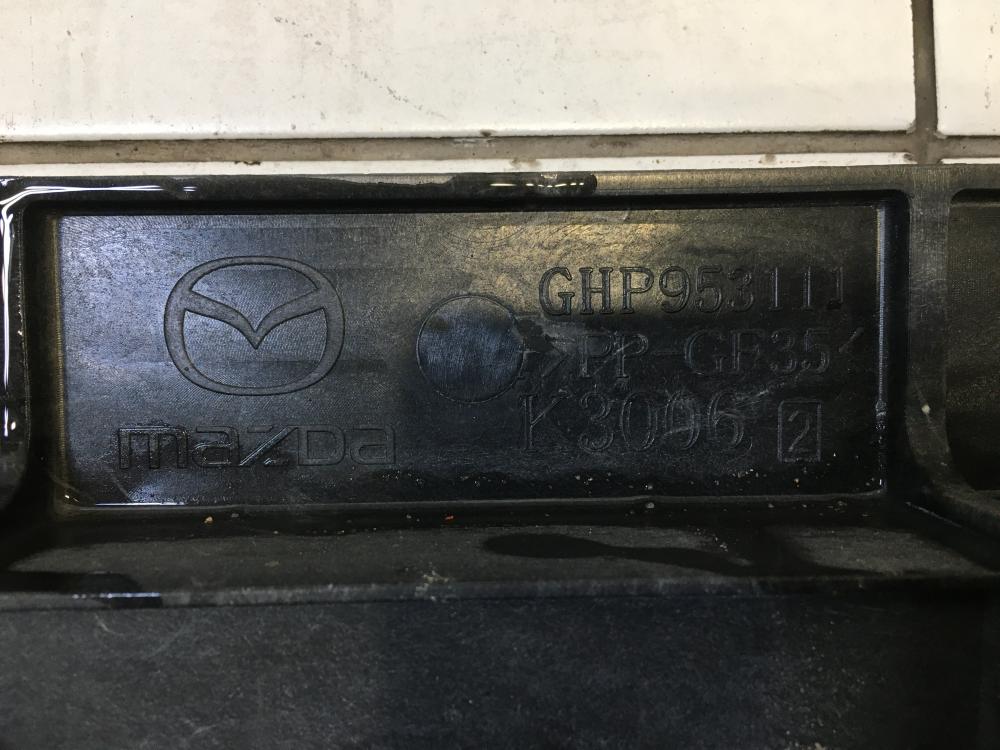 GHP953111
>PP-GF35<
K3006 2
mazda